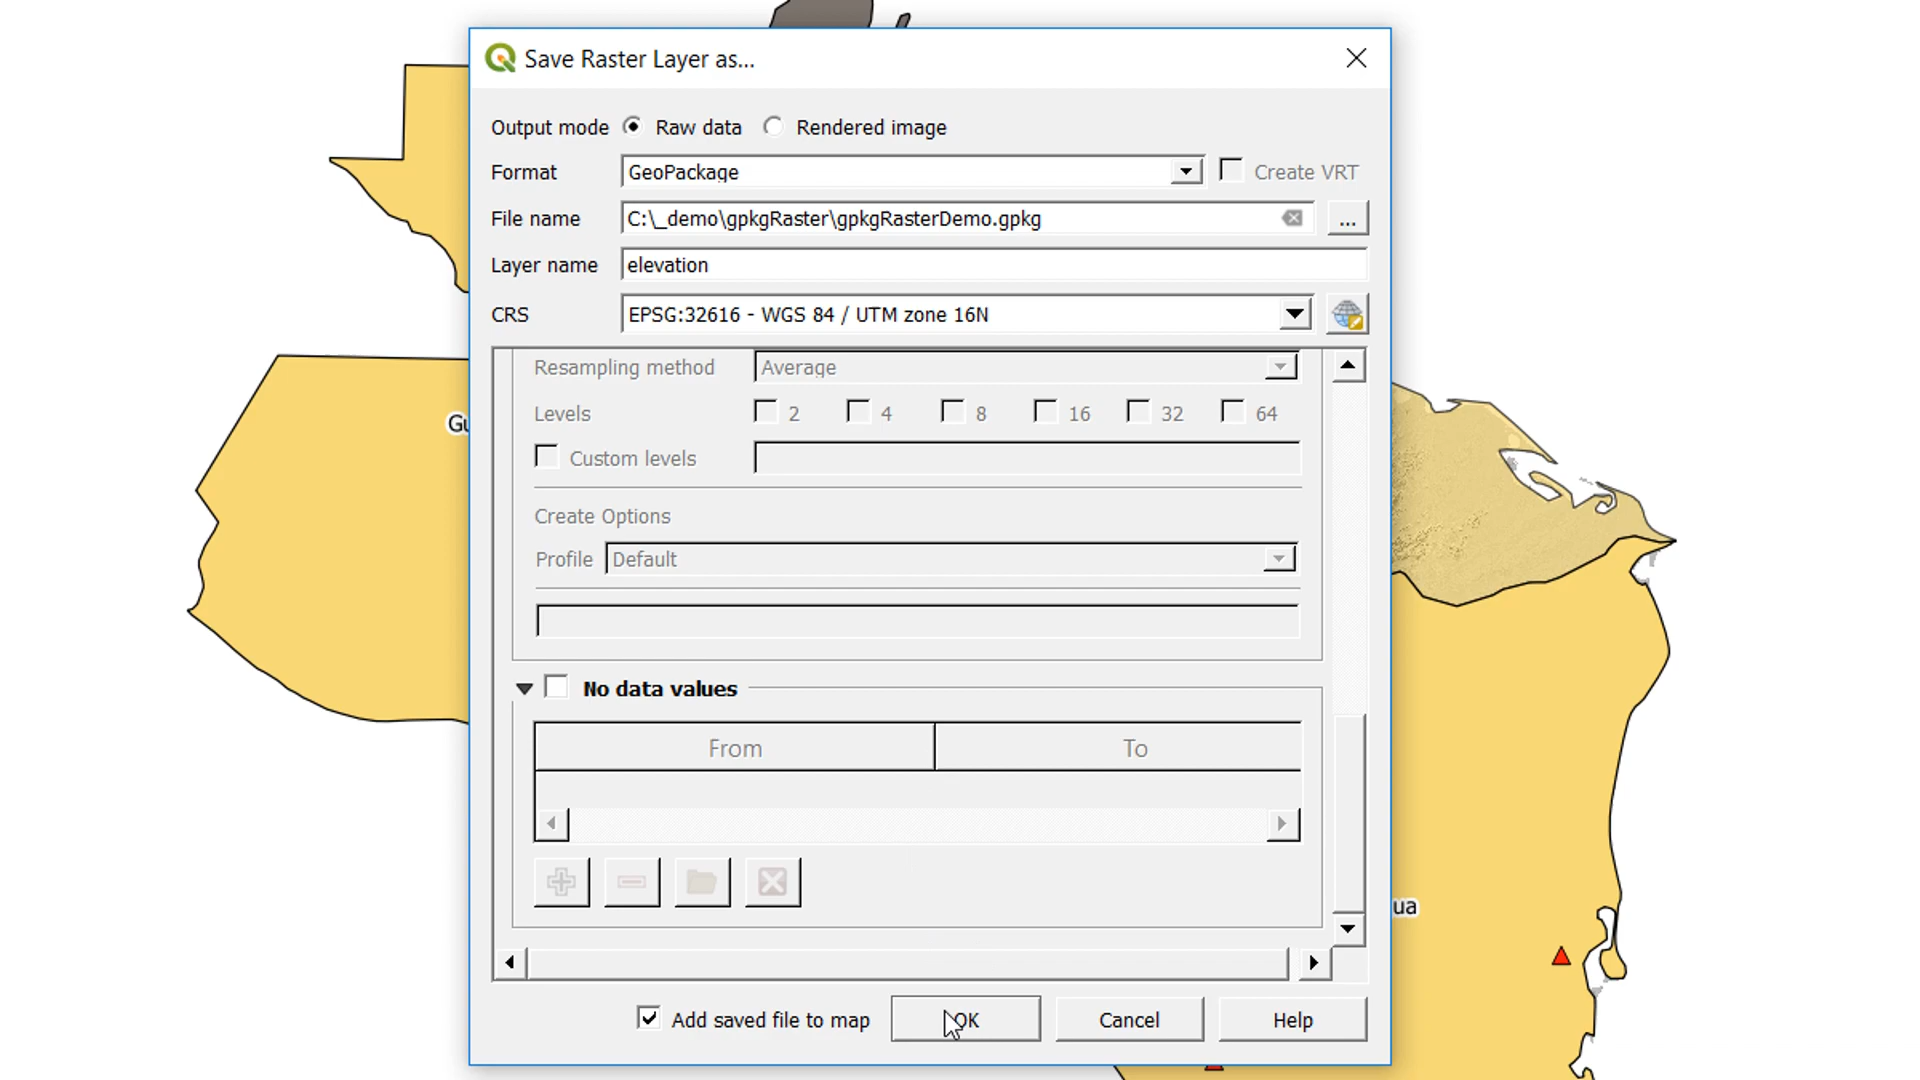 Save Raster Layer as...
Output mode Raw data Rendered image
Format GeoPackage Create VRT
File name C:\_demo\gpkgRaster\gpkgRasterDemo.gpkg ...
Layer name elevation
CRS EPSG:32616 - WGS 84 / UTM zone 16N
Resampling method Average
Levels 2 4 8 16 32 64
Gu
Custom levels
Create Options
Profile Default
No data values
From To
ua
Add saved file to map OK Cancel Help